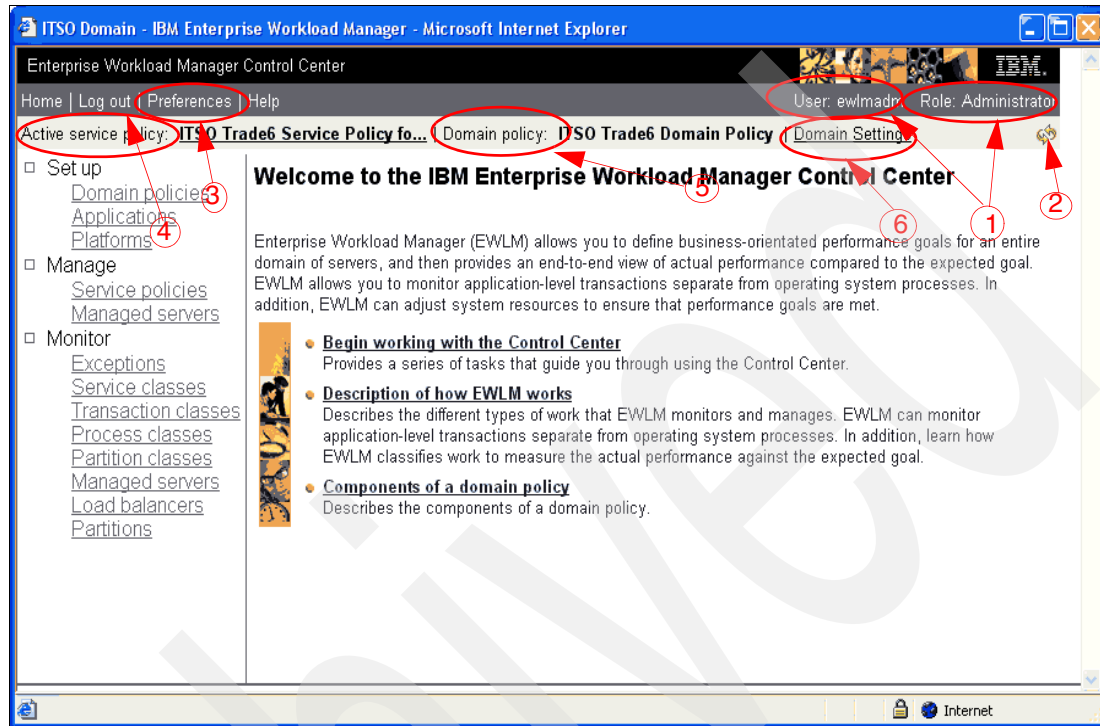 ITSO Domain - IBM Enterprise Workload Manager - Microsoft Internet Explorer
Enterprise Workload Manager Control Center
IBM.
Home | Log out | Preferences | Help
User: ewlmadm Role: Administrator
Active service policy: ITSO Trade6 Service Policy fo... | Domain policy: ITSO Trade6 Domain Policy | Domain Settings
Set up
Domain policies
Applications
Platforms
Manage
Service policies
Managed servers
Monitor
Exceptions
Service classes
Transaction classes
Process classes
Partition classes
Managed servers
Load balancers
Partitions
3
4
5
6
1
2
Welcome to the IBM Enterprise Workload Manager Control Center
Enterprise Workload Manager (EWLM) allows you to define business-orientated performance goals for an entire
domain of servers, and then provides an end-to-end view of actual performance compared to the expected goal.
EWLM allows you to monitor application-level transactions separate from operating system processes. In
addition, EWLM can adjust system resources to ensure that performance goals are met.
Begin working with the Control Center
Provides a series of tasks that guide you through using the Control Center.
Description of how EWLM works
Describes the different types of work that EWLM monitors and manages. EWLM can monitor
application-level transactions separate from operating system processes. In addition, learn how
EWLM classifies work to measure the actual performance against the expected goal.
Components of a domain policy
Describes the components of a domain policy.
Internet